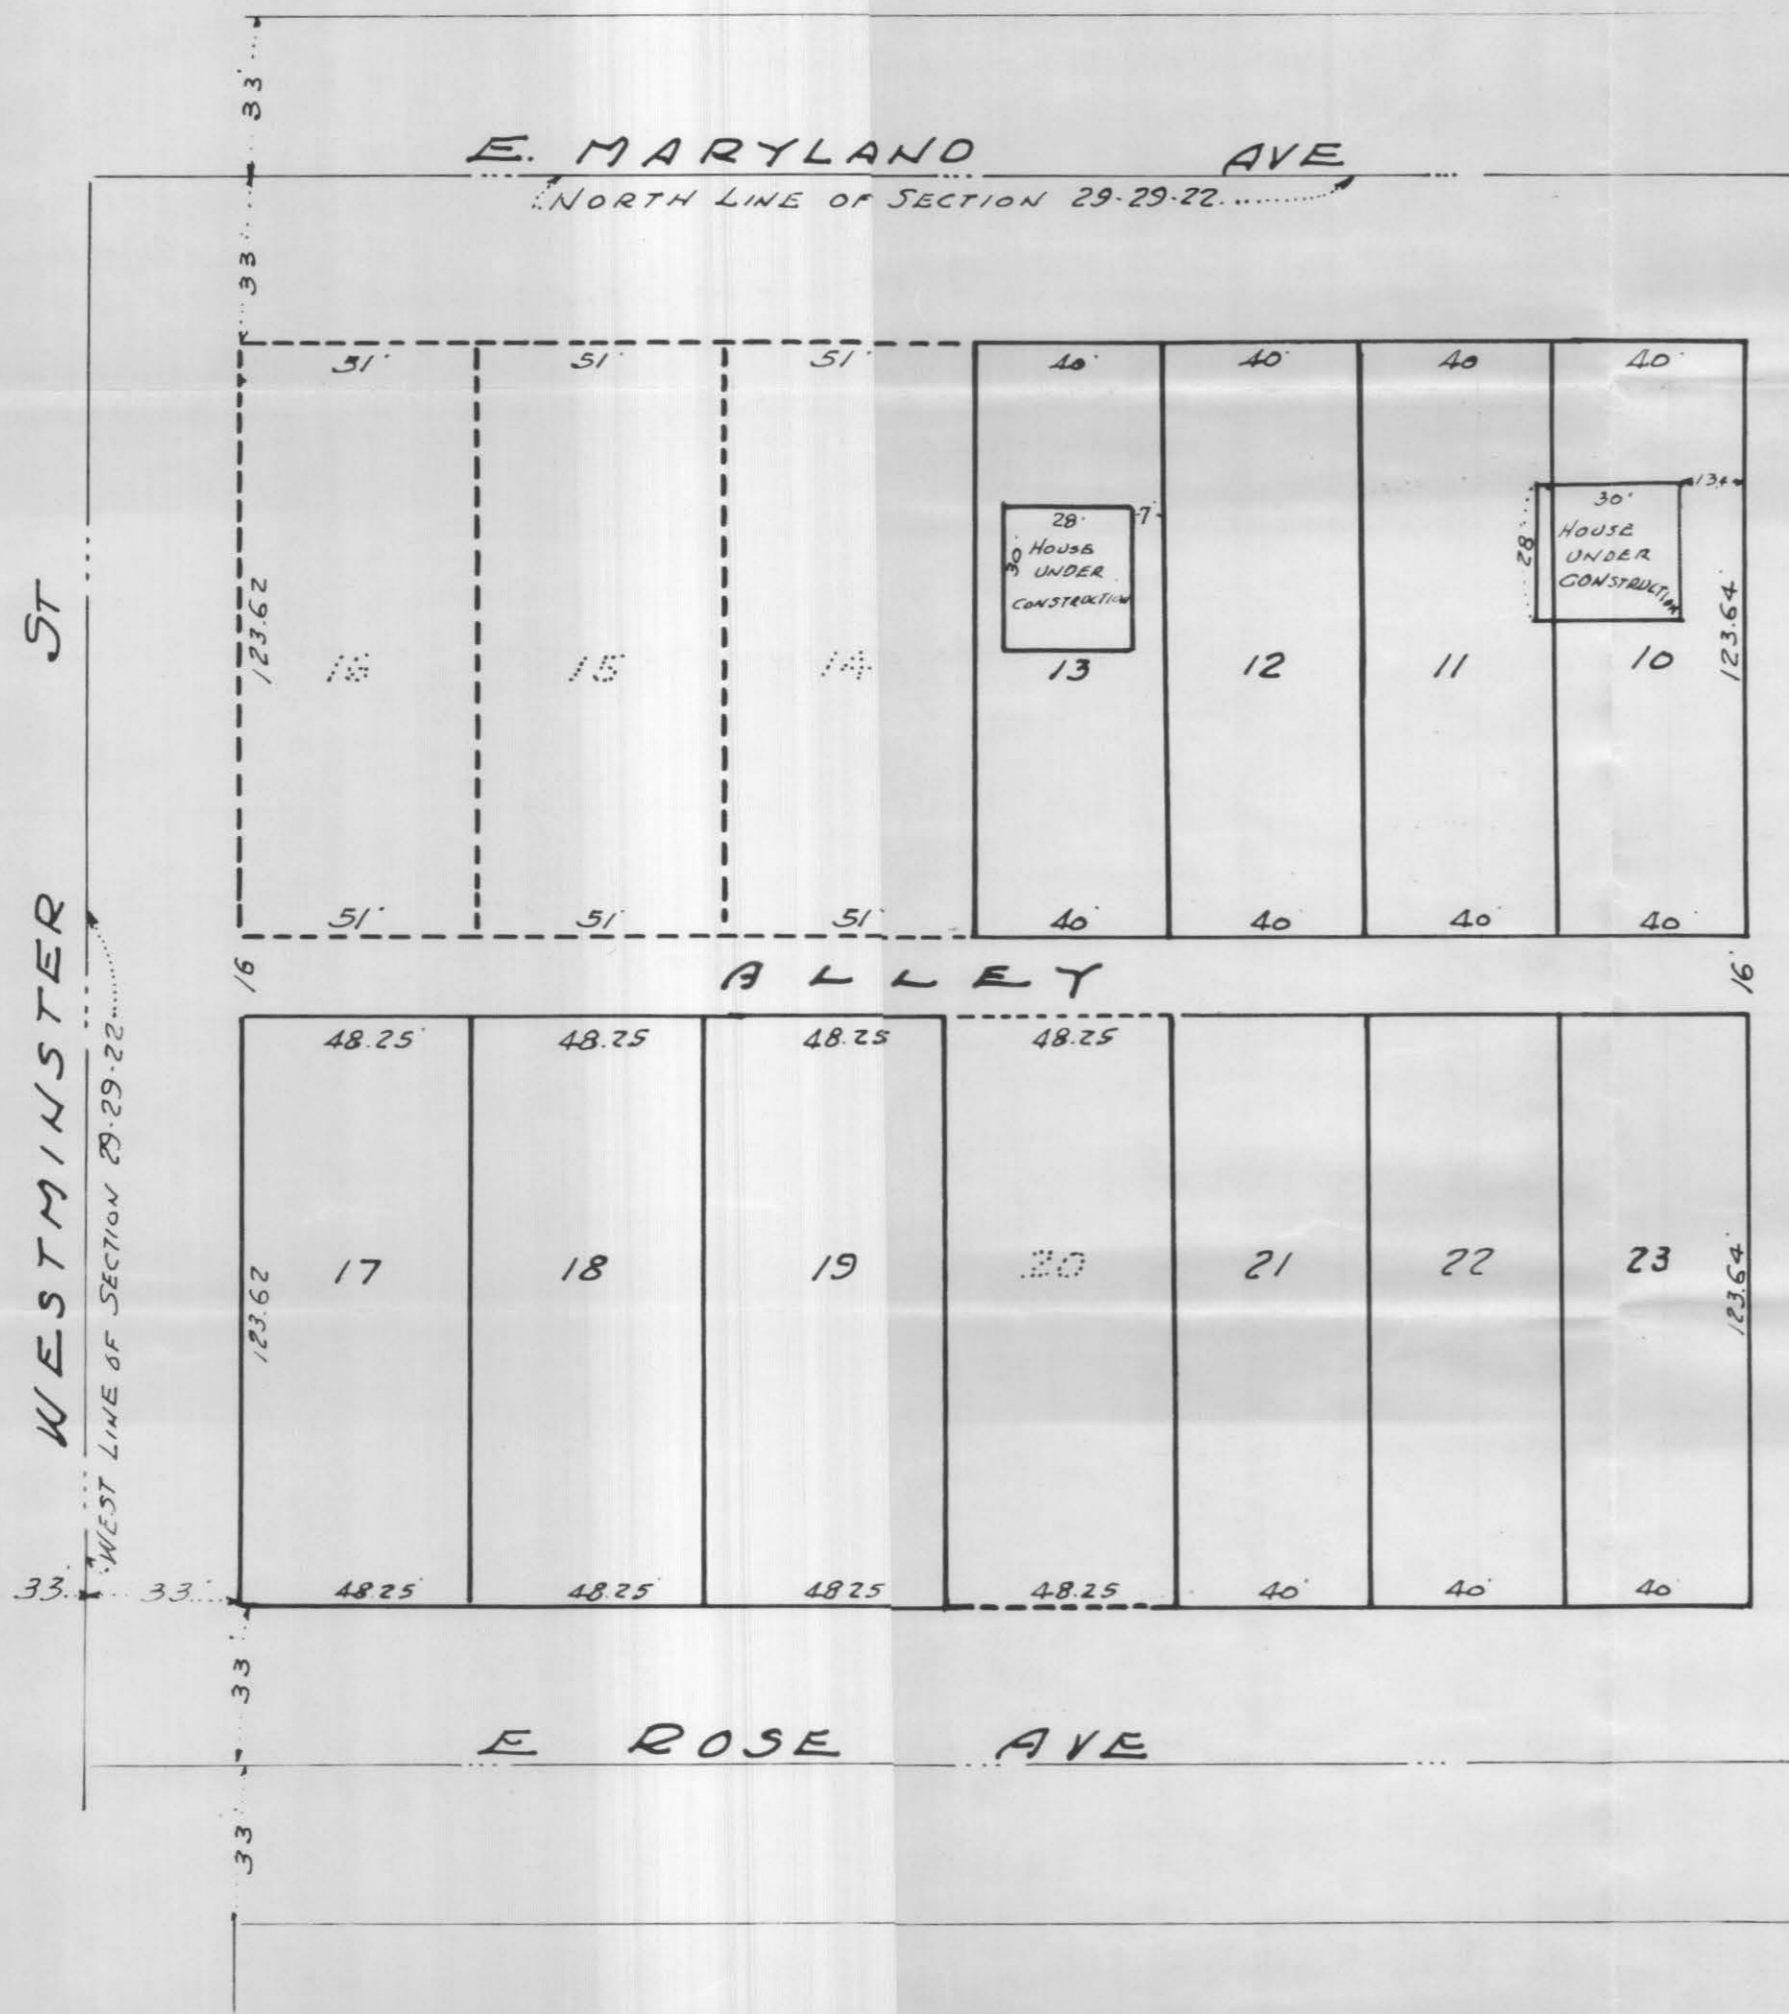 33'
E. MARYLAND AVE
NORTH LINE OF SECTION 29-29-22
33'
51' 51' 51' 40' 40' 40' 40'
28' 7'
30'
HOUSE
UNDER
CONSTRUCTION
30'
28'
HOUSE
UNDER
CONSTRUCTION
123.62
16 15 14 13 12 11 10
123.64
51' 51' 51' 40' 40' 40' 40'
16 ALLEY 16'
48.25' 48.25 48.25 48.25
WESTMINSTER ST
WEST LINE OF SECTION 29-29-22
123.62
17 18 19 20 21 22 23
123.64
33 33'
48.25' 48.25' 48.25 48.25 40' 40' 40'
33'
E ROSE AVE
33'